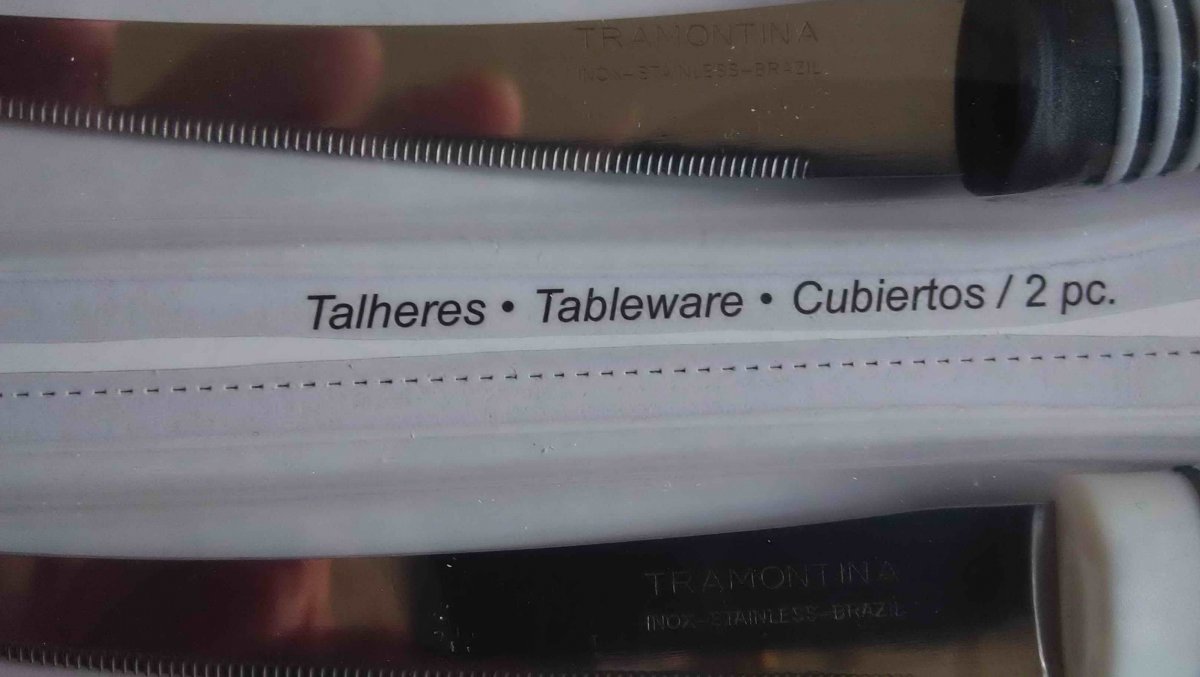 TRAMONTINA
INOX-STAINLESS-BRAZIL
Talheres • Tableware • Cubiertos / 2 pc.
TRAMONTINA
INOX-STAINLESS-BRAZIL